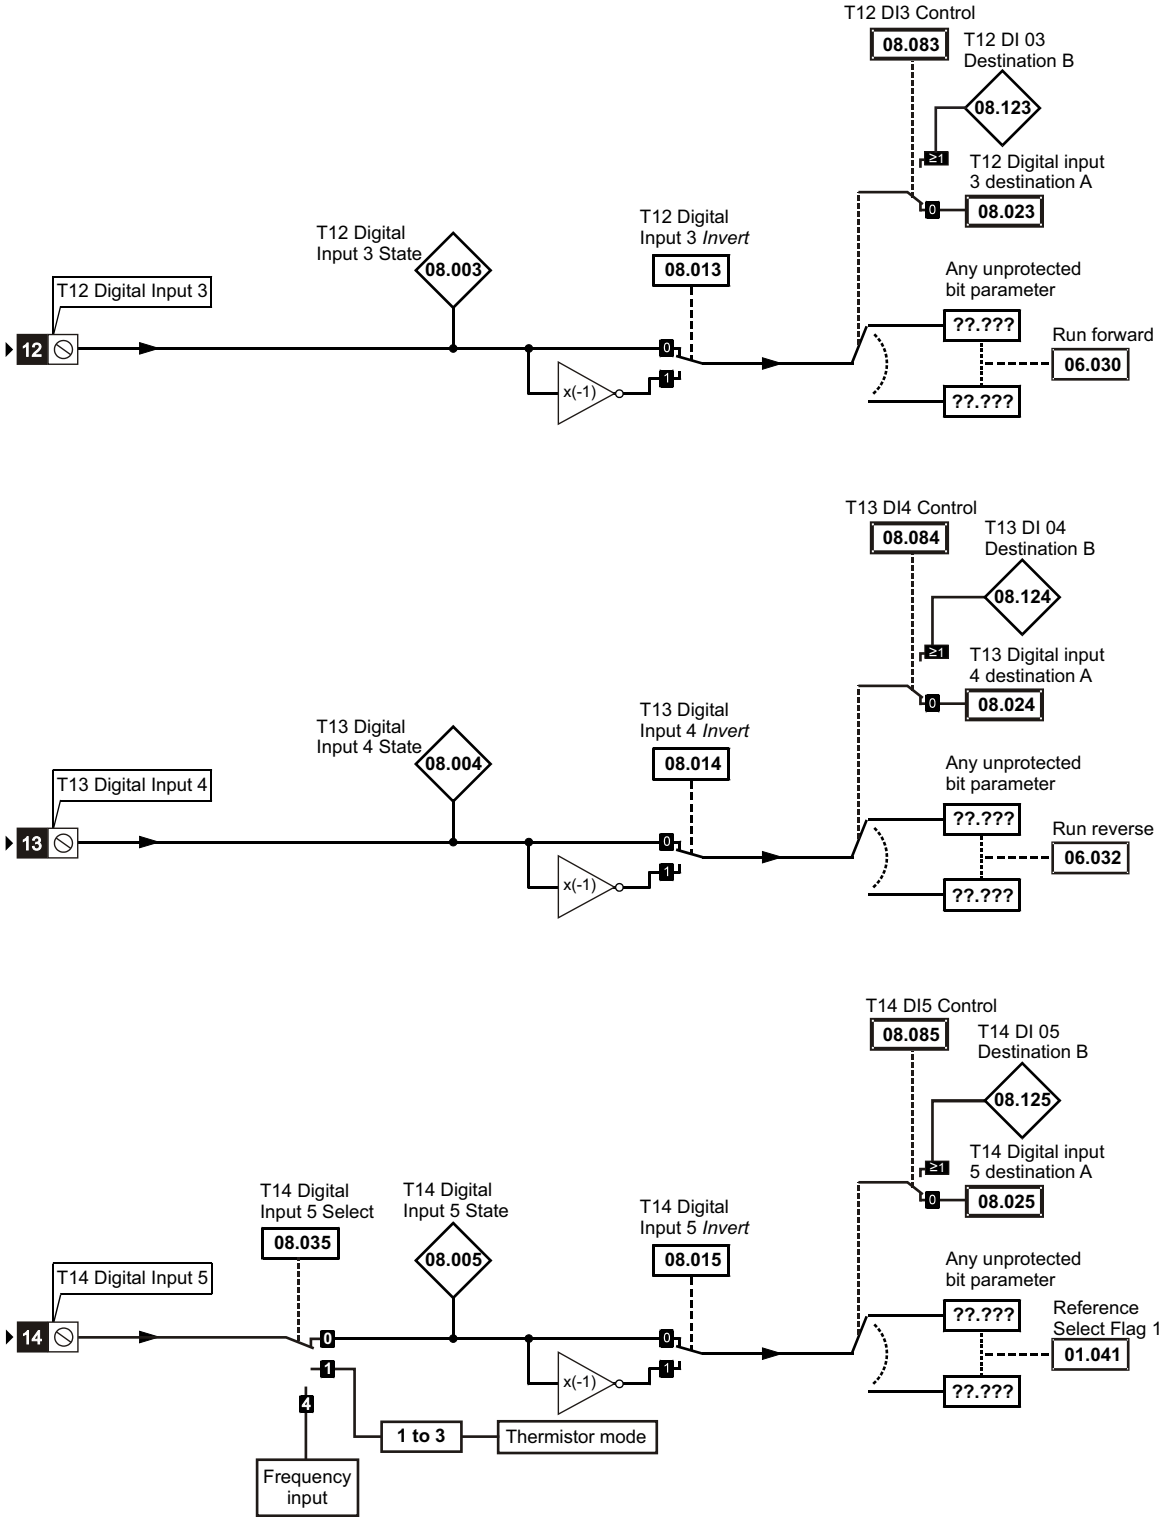 T12 DI3 Control
08.083
T12 DI 03
Destination B
08.123
≥1
T12 Digital input
3 destination A
0
08.023
T12 Digital
Input 3 State
08.003
T12 Digital
Input 3 Invert
08.013
T12 Digital Input 3
12
0
1
x(-1)
Any unprotected
bit parameter
??.???
Run forward
06.030
??.???
T13 DI4 Control
08.084
T13 DI 04
Destination B
08.124
≥1
T13 Digital input
4 destination A
0
08.024
T13 Digital
Input 4 State
08.004
T13 Digital
Input 4 Invert
08.014
T13 Digital Input 4
13
0
1
x(-1)
Any unprotected
bit parameter
??.???
Run reverse
06.032
??.???
T14 DI5 Control
08.085
T14 DI 05
Destination B
08.125
≥1
T14 Digital input
5 destination A
0
08.025
T14 Digital
Input 5 Select
08.035
T14 Digital
Input 5 State
08.005
T14 Digital
Input 5 Invert
08.015
T14 Digital Input 5
14
0
1
4
0
1
x(-1)
Any unprotected
bit parameter
??.???
Reference
Select Flag 1
01.041
??.???
1 to 3
Thermistor mode
Frequency
input